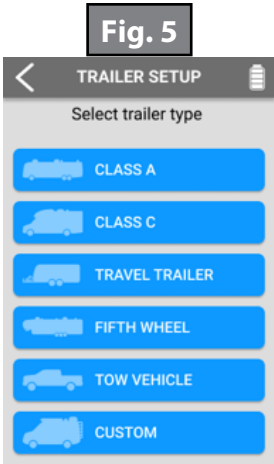 Fig. 5
TRAILER SETUP
Select trailer type
CLASS A
CLASS C
TRAVEL TRAILER
FIFTH WHEEL
TOW VEHICLE
CUSTOM